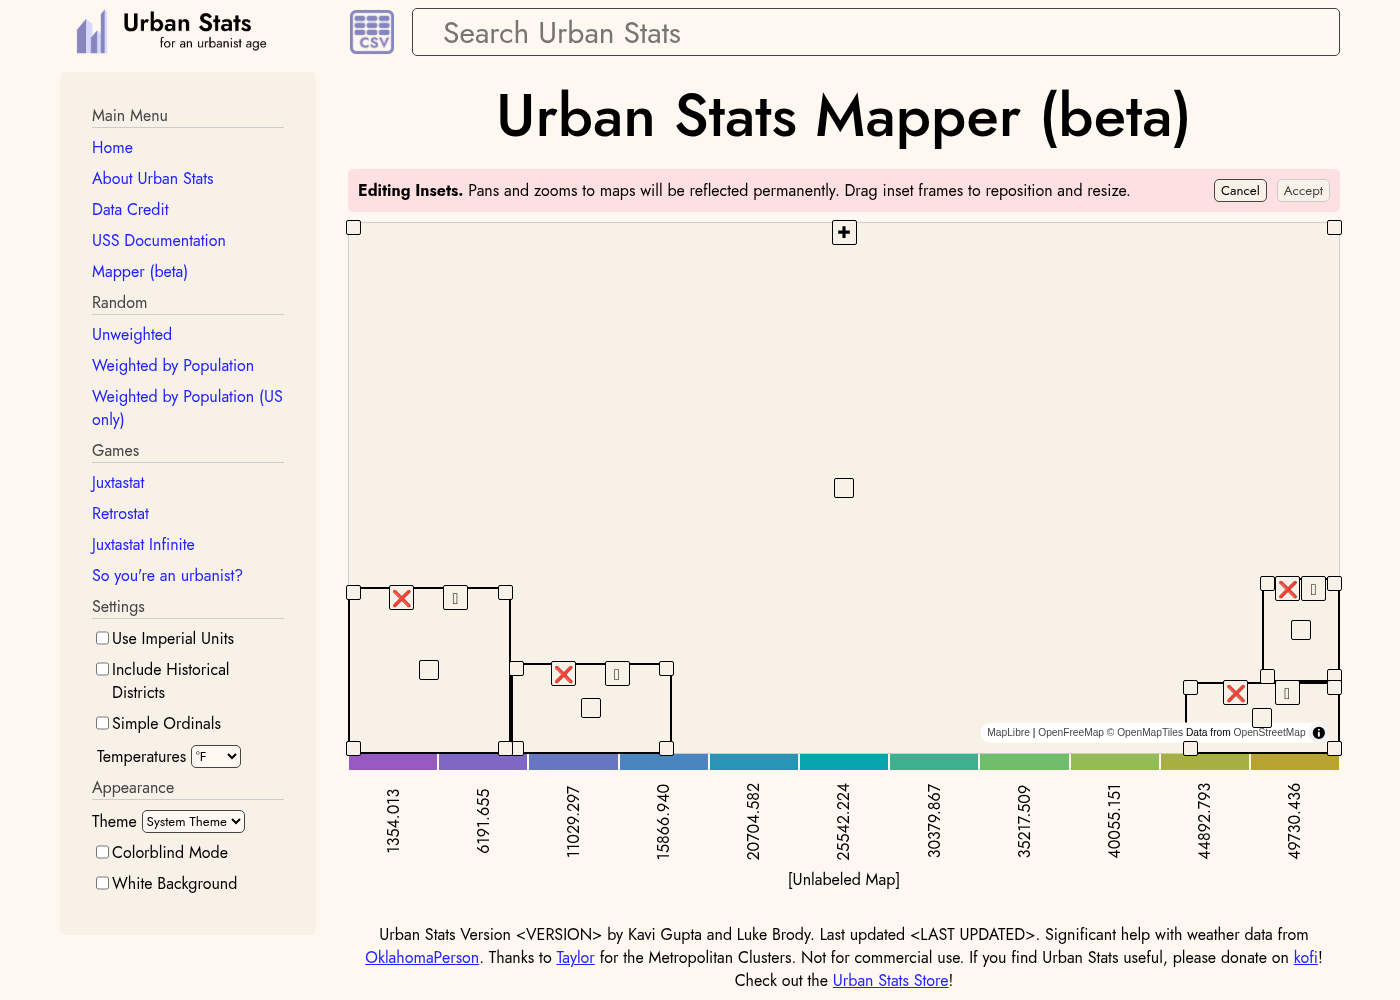 Urban Stats
for an urbanist age
CSV
Search Urban Stats
Main Menu
Home
About Urban Stats
Data Credit
USS Documentation
Mapper (beta)
Random
Unweighted
Weighted by Population
Weighted by Population (US
only)
Games
Juxtastat
Retrostat
Juxtastat Infinite
So you're an urbanist?
Settings
Use Imperial Units
Include Historical
Districts
Simple Ordinals
Temperatures °F
Appearance
Theme System Theme
Colorblind Mode
White Background
Urban Stats Mapper (beta)
Editing Insets. Pans and zooms to maps will be reflected permanently. Drag inset frames to reposition and resize. Cancel Accept
MapLibre | OpenFreeMap © OpenMapTiles Data from OpenStreetMap
1354.013
6191.655
11029.297
15866.940
20704.582
25542.224
30379.867
35217.509
40055.151
44892.793
49730.436
[Unlabeled Map]
Urban Stats Version <VERSION> by Kavi Gupta and Luke Brody. Last updated <LAST UPDATED>. Significant help with weather data from
OklahomaPerson. Thanks to Taylor for the Metropolitan Clusters. Not for commercial use. If you find Urban Stats useful, please donate on kofi!
Check out the Urban Stats Store!